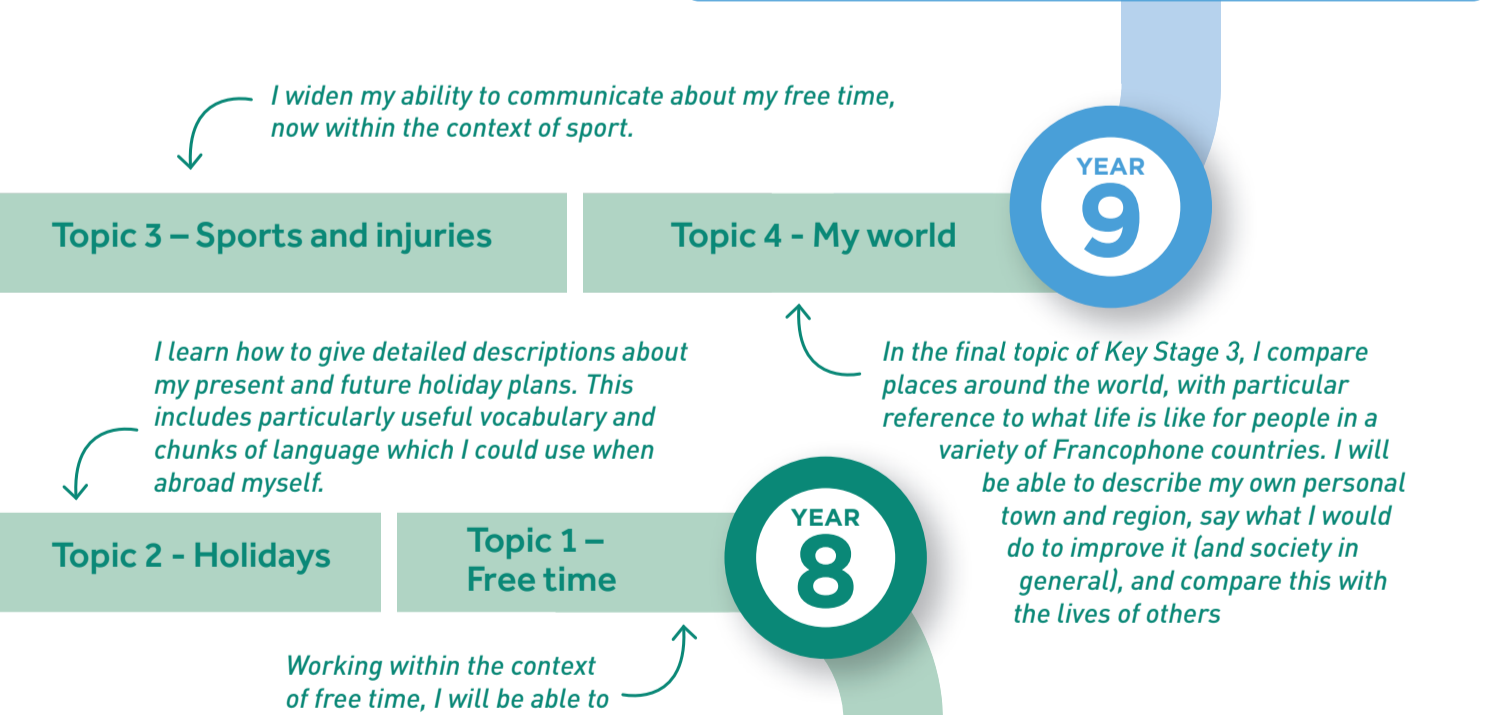 I widen my ability to communicate about my free time,
now within the context of sport.
YEAR
9
Topic 3 – Sports and injuries
Topic 4 - My world
I learn how to give detailed descriptions about
my present and future holiday plans. This
includes particularly useful vocabulary and
chunks of language which I could use when
abroad myself.
In the final topic of Key Stage 3, I compare
places around the world, with particular
reference to what life is like for people in a
variety of Francophone countries. I will
be able to describe my own personal
town and region, say what I would
do to improve it (and society in
general), and compare this with
the lives of others
Topic 2 - Holidays
Topic 1 –
Free time
YEAR
8
Working within the context
of free time, I will be able to